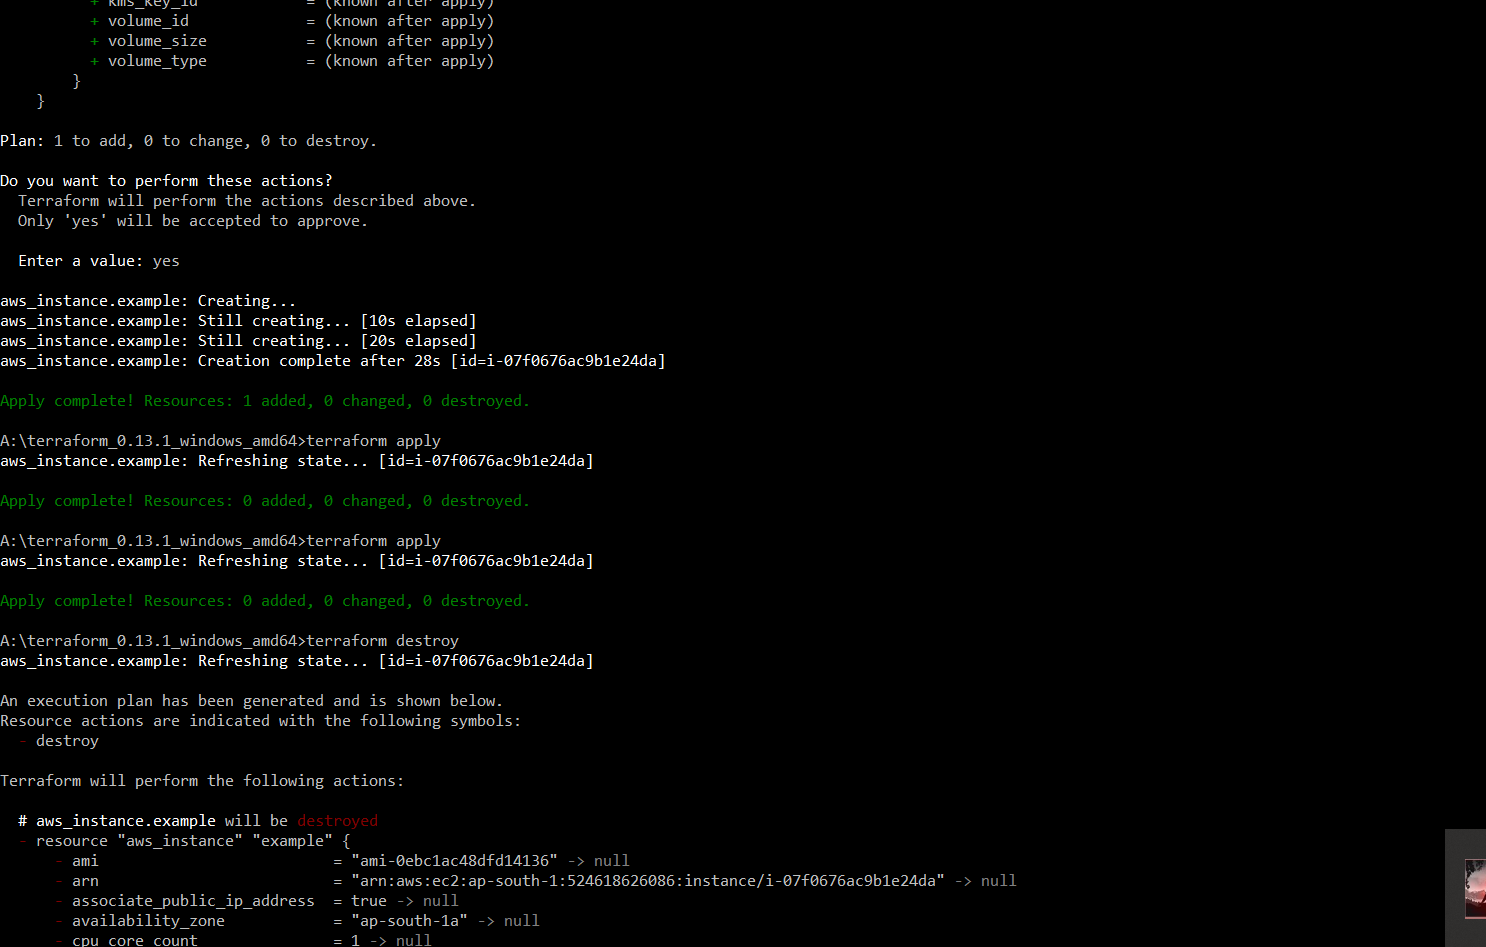 + kms_key_id = (known after apply)
+ volume_id = (known after apply)
+ volume_size = (known after apply)
+ volume_type = (known after apply)
}
}
Plan: 1 to add, 0 to change, 0 to destroy.
Do you want to perform these actions?
Terraform will perform the actions described above.
Only 'yes' will be accepted to approve.
Enter a value: yes
aws_instance.example: Creating...
aws_instance.example: Still creating... [10s elapsed]
aws_instance.example: Still creating... [20s elapsed]
aws_instance.example: Creation complete after 28s [id=i-07f0676ac9b1e24da]
Apply complete! Resources: 1 added, 0 changed, 0 destroyed.
A:\terraform_0.13.1_windows_amd64>terraform apply
aws_instance.example: Refreshing state... [id=i-07f0676ac9b1e24da]
Apply complete! Resources: 0 added, 0 changed, 0 destroyed.
A:\terraform_0.13.1_windows_amd64>terraform apply
aws_instance.example: Refreshing state... [id=i-07f0676ac9b1e24da]
Apply complete! Resources: 0 added, 0 changed, 0 destroyed.
A:\terraform_0.13.1_windows_amd64>terraform destroy
aws_instance.example: Refreshing state... [id=i-07f0676ac9b1e24da]
An execution plan has been generated and is shown below.
Resource actions are indicated with the following symbols:
- destroy
Terraform will perform the following actions:
# aws_instance.example will be destroyed
- resource "aws_instance" "example" {
- ami = "ami-0ebc1ac48dfd14136" -> null
- arn = "arn:aws:ec2:ap-south-1:524618626086:instance/i-07f0676ac9b1e24da" -> null
- associate_public_ip_address = true -> null
- availability_zone = "ap-south-1a" -> null
- cpu_core_count = 1 -> null